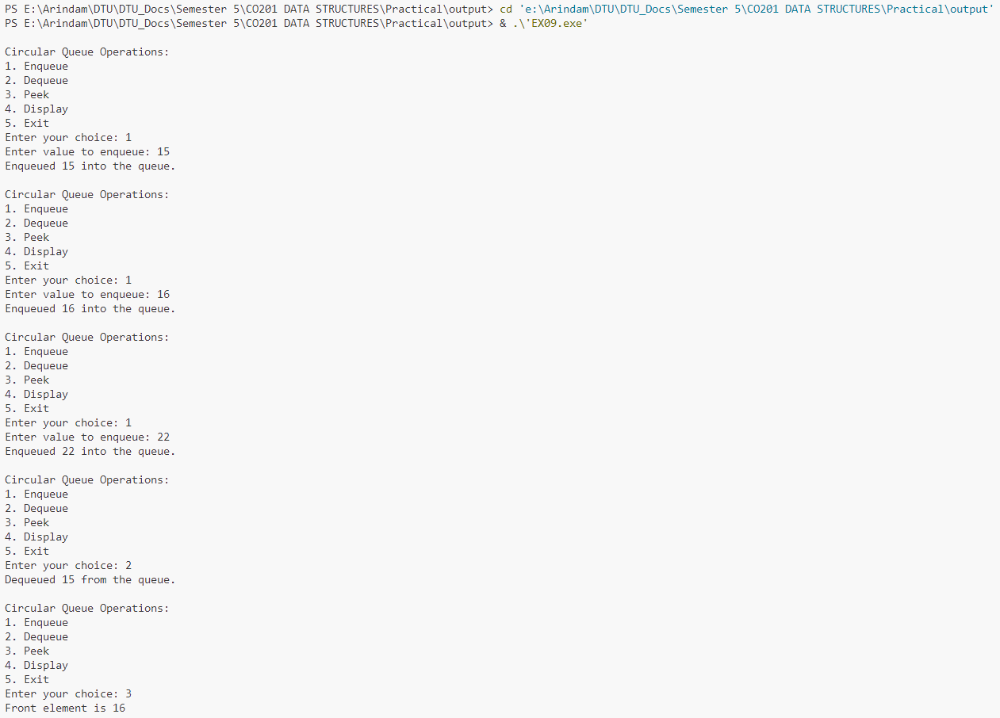 PS E:\Arindam\DTU\DTU_Docs\Semester 5\CO201 DATA STRUCTURES\Practical\output> cd 'e:\Arindam\DTU\DTU_Docs\Semester 5\CO201 DATA STRUCTURES\Practical\output'
PS E:\Arindam\DTU\DTU_Docs\Semester 5\CO201 DATA STRUCTURES\Practical\output> & .\'EX09.exe'

Circular Queue Operations:
1. Enqueue
2. Dequeue
3. Peek
4. Display
5. Exit
Enter your choice: 1
Enter value to enqueue: 15
Enqueued 15 into the queue.

Circular Queue Operations:
1. Enqueue
2. Dequeue
3. Peek
4. Display
5. Exit
Enter your choice: 1
Enter value to enqueue: 16
Enqueued 16 into the queue.

Circular Queue Operations:
1. Enqueue
2. Dequeue
3. Peek
4. Display
5. Exit
Enter your choice: 1
Enter value to enqueue: 22
Enqueued 22 into the queue.

Circular Queue Operations:
1. Enqueue
2. Dequeue
3. Peek
4. Display
5. Exit
Enter your choice: 2
Dequeued 15 from the queue.

Circular Queue Operations:
1. Enqueue
2. Dequeue
3. Peek
4. Display
5. Exit
Enter your choice: 3
Front element is 16